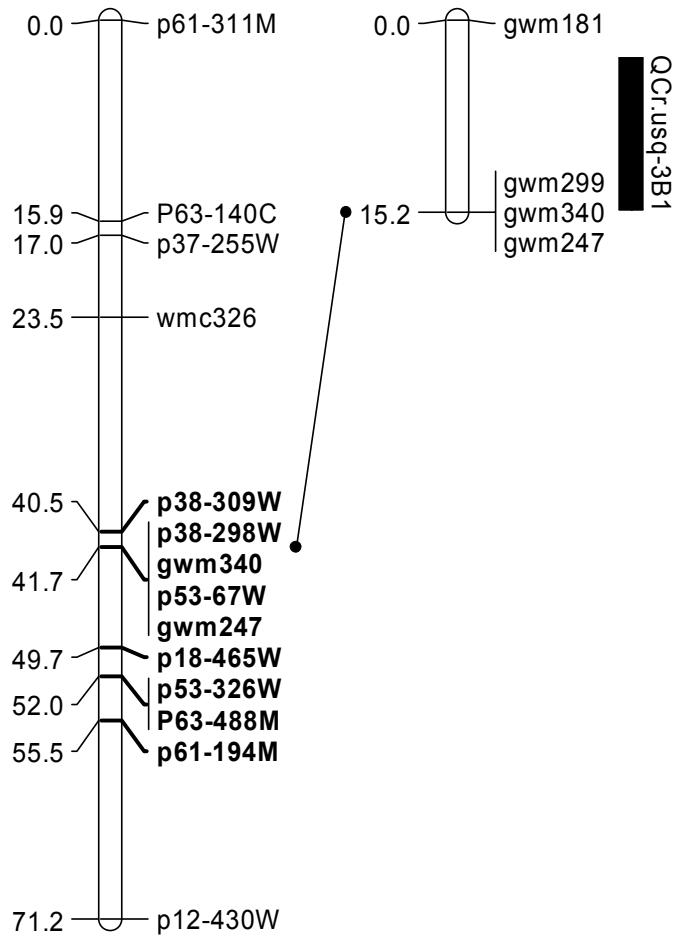 0.0 p61-311M
15.9 P63-140C
17.0 p37-255W
23.5 wmc326
40.5 p38-309W
p38-298W
gwm340
41.7 p53-67W
gwm247
49.7 p18-465W
p53-326W
52.0 P63-488M
55.5 p61-194M
71.2 p12-430W
0.0 gwm181
gwm299
15.2 gwm340
gwm247
QCr.usq-3B1